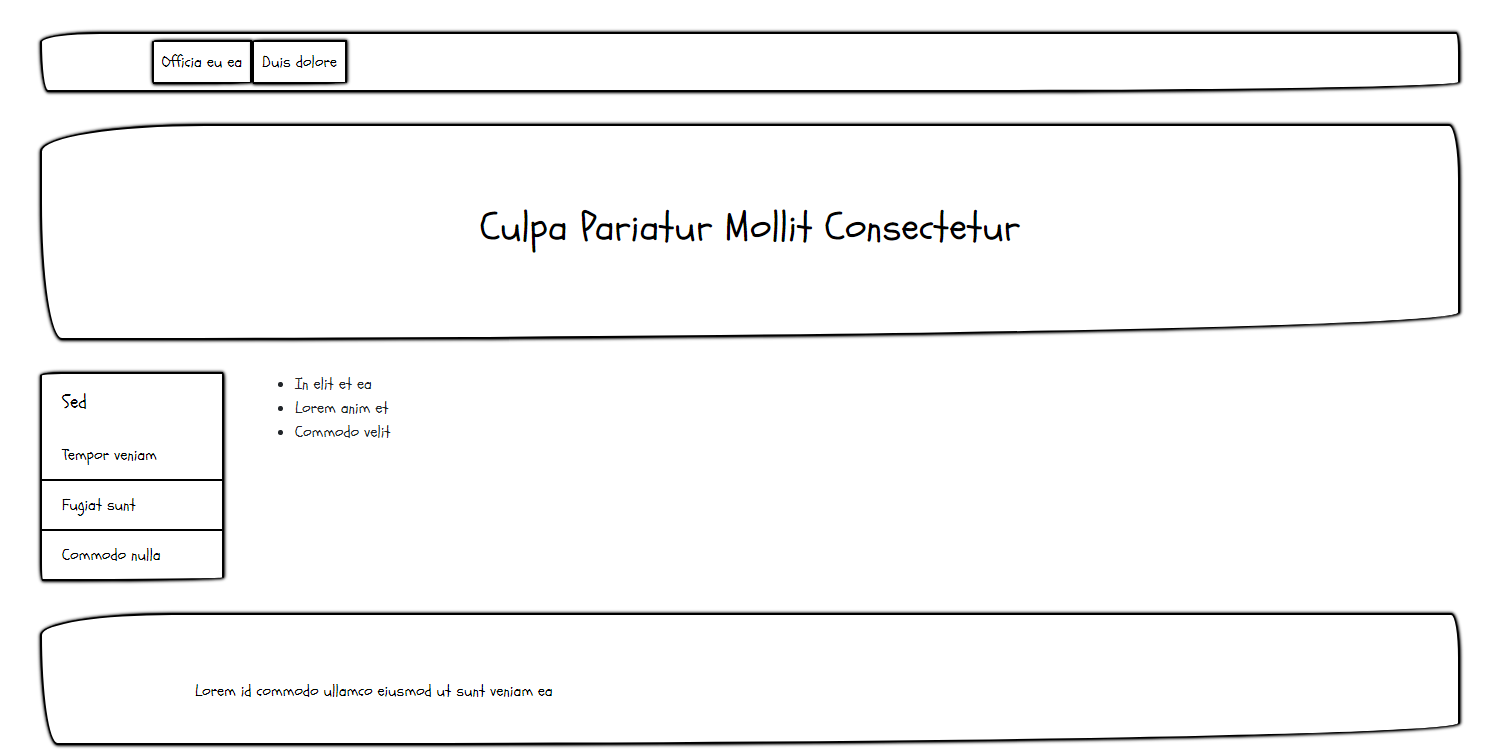 Officia eu ea Duis dolore
Culpa Pariatur Mollit Consectetur
Sed
Tempor veniam
Fugiat sunt
Commodo nulla
In elit et ea
Lorem anim et
Commodo velit
Lorem id commodo ullamco eiusmod ut sunt veniam ea